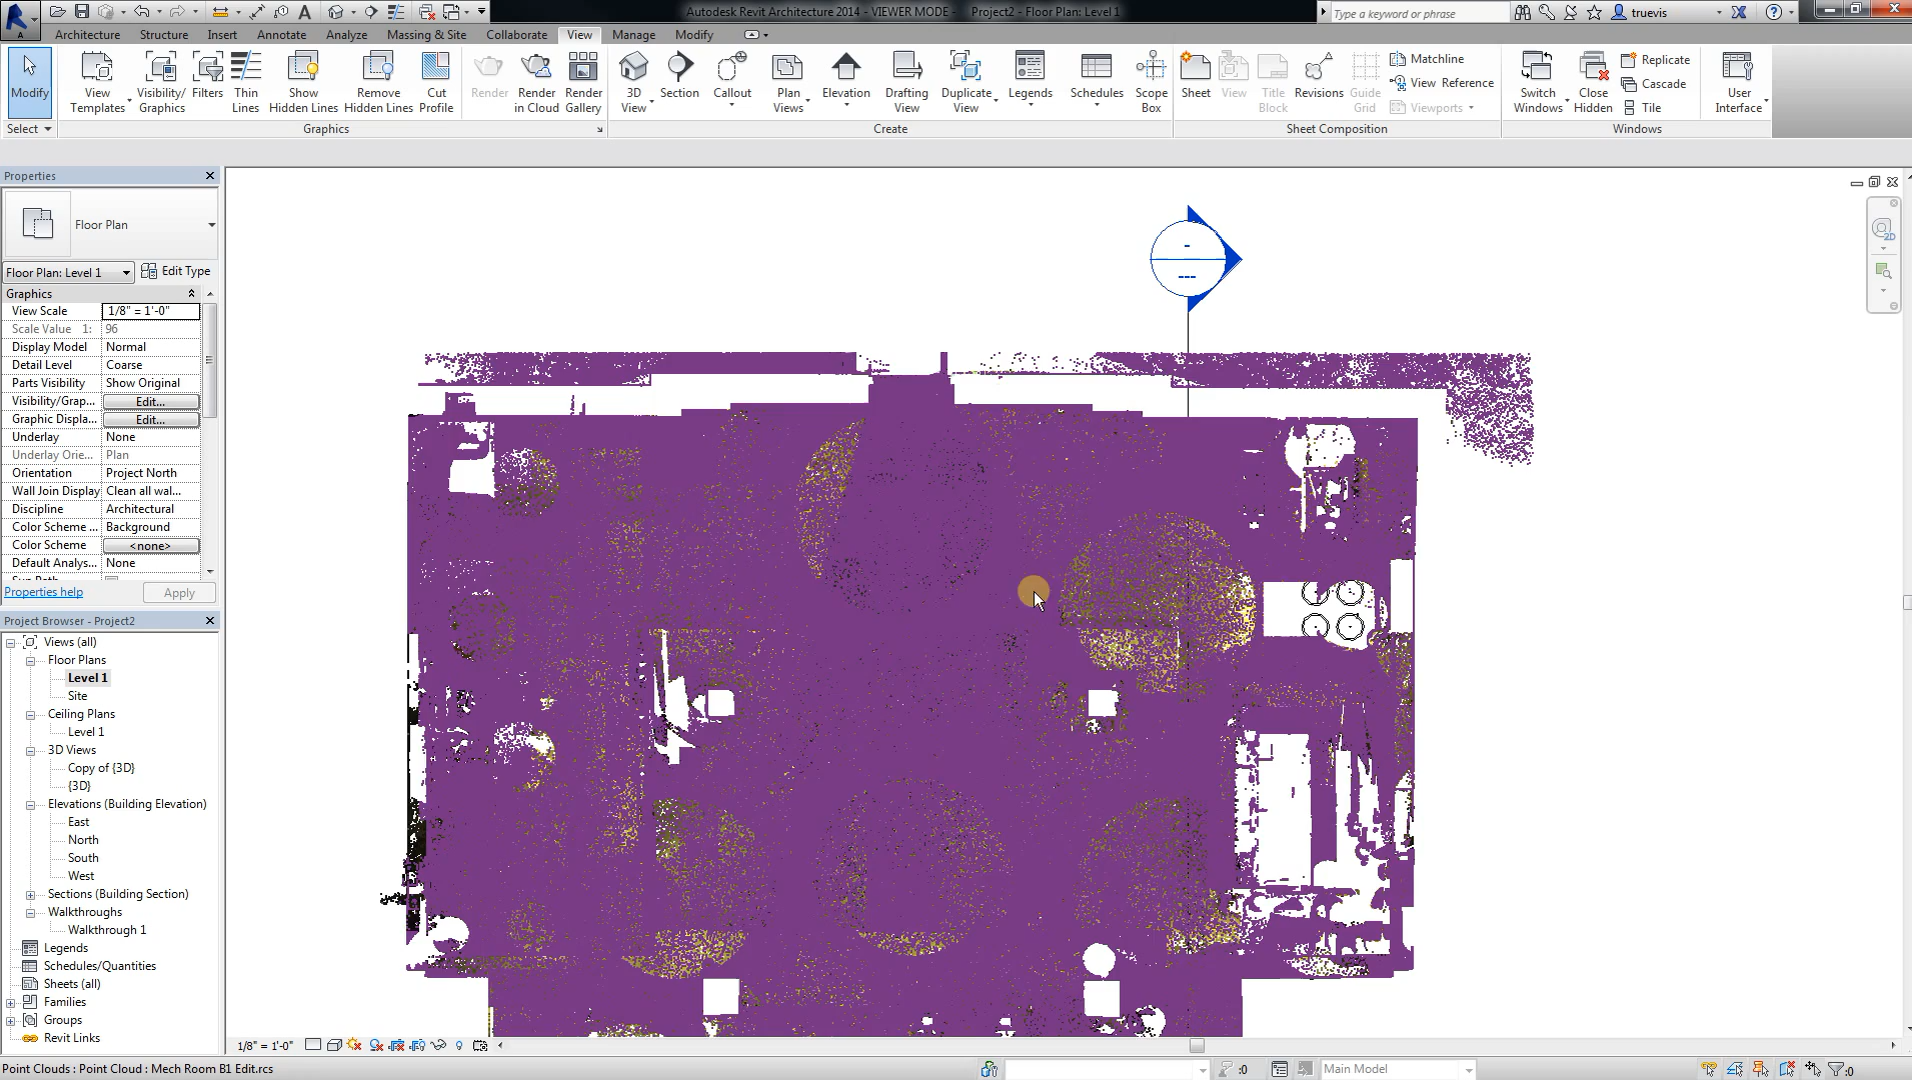 Autodesk Revit Architecture 2014 - VIEWER MODE -    Project2 - Floor Plan: Level 1
Type a keyword or phrase
truevis
Architecture Structure Insert Annotate Analyze Massing & Site Collaborate View Manage Modify
Modify
View Templates
Visibility/ Graphics
Filters
Thin Lines
Show Hidden Lines
Remove Hidden Lines
Cut Profile
Render
Render in Cloud
Render Gallery
3D View
Section
Callout
Plan Views
Elevation
Drafting View
Duplicate View
Legends
Schedules
Scope Box
Sheet
View
Title Block
Revisions
Guide Grid
Matchline
View Reference
Viewports
Switch Windows
Close Hidden
Replicate
Cascade
Tile
User Interface
Select Graphics Create Sheet Composition Windows
Properties
Floor Plan
Floor Plan: Level 1 Edit Type
Graphics
View Scale 1/8" = 1'-0"
Scale Value 1: 96
Display Model Normal
Detail Level Coarse
Parts Visibility Show Original
Visibility/Grap... Edit...
Graphic Displa... Edit...
Underlay None
Underlay Orie... Plan
Orientation Project North
Wall Join Display Clean all wal...
Discipline Architectural
Color Scheme ... Background
Color Scheme <none>
Default Analys... None
Properties help Apply
Project Browser - Project2
Views (all)
Floor Plans
Level 1
Site
Ceiling Plans
Level 1
3D Views
Copy of {3D}
{3D}
Elevations (Building Elevation)
East
North
South
West
Sections (Building Section)
Walkthroughs
Walkthrough 1
Legends
Schedules/Quantities
Sheets (all)
Families
Groups
Revit Links
2D
1/8" = 1'-0"
Point Clouds : Point Cloud : Mech Room B1 Edit.rcs
:0
Main Model
:0